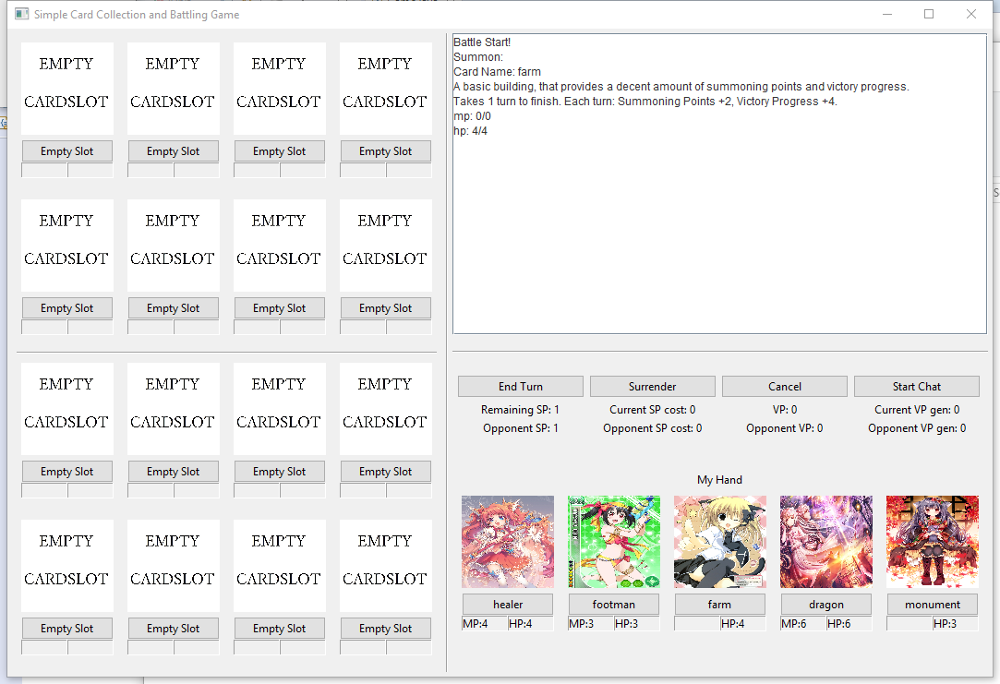 Simple Card Collection and Battling Game
EMPTY EMPTY EMPTY EMPTY
CARDSLOT CARDSLOT CARDSLOT CARDSLOT
Empty Slot Empty Slot Empty Slot Empty Slot
EMPTY EMPTY EMPTY EMPTY
CARDSLOT CARDSLOT CARDSLOT CARDSLOT
Empty Slot Empty Slot Empty Slot Empty Slot
EMPTY EMPTY EMPTY EMPTY
CARDSLOT CARDSLOT CARDSLOT CARDSLOT
Empty Slot Empty Slot Empty Slot Empty Slot
EMPTY EMPTY EMPTY EMPTY
CARDSLOT CARDSLOT CARDSLOT CARDSLOT
Empty Slot Empty Slot Empty Slot Empty Slot
Battle Start!
Summon:
Card Name: farm
A basic building, that provides a decent amount of summoning points and victory progress.
Takes 1 turn to finish. Each turn: Summoning Points +2, Victory Progress +4.
mp: 0/0
hp: 4/4
End Turn Surrender Cancel Start Chat
Remaining SP: 1 Current SP cost: 0 VP: 0 Current VP gen: 0
Opponent SP: 1 Opponent SP cost: 0 Opponent VP: 0 Opponent VP gen: 0
My Hand
healer footman farm dragon monument
MP:4 HP:4 MP:3 HP:3 HP:4 MP:6 HP:6 HP:3